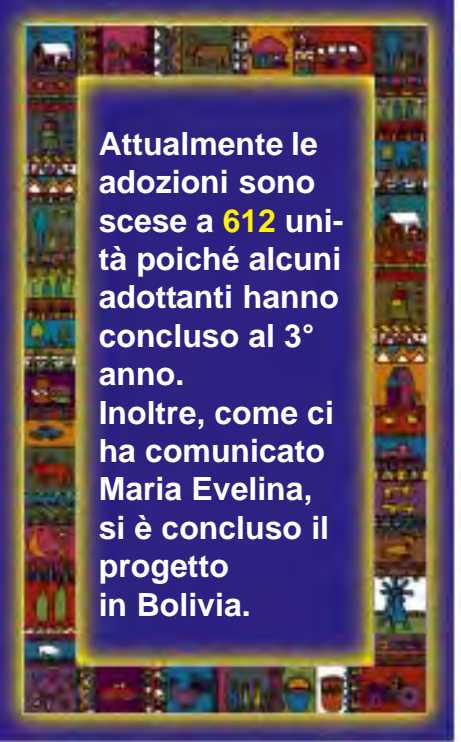 Attualmente le
adozioni sono
scese a 612 uni-
tà poiché alcuni
adottanti hanno
concluso al 3°
anno.
Inoltre, come ci
ha comunicato
Maria Evelina,
si è concluso il
progetto
in Bolivia.